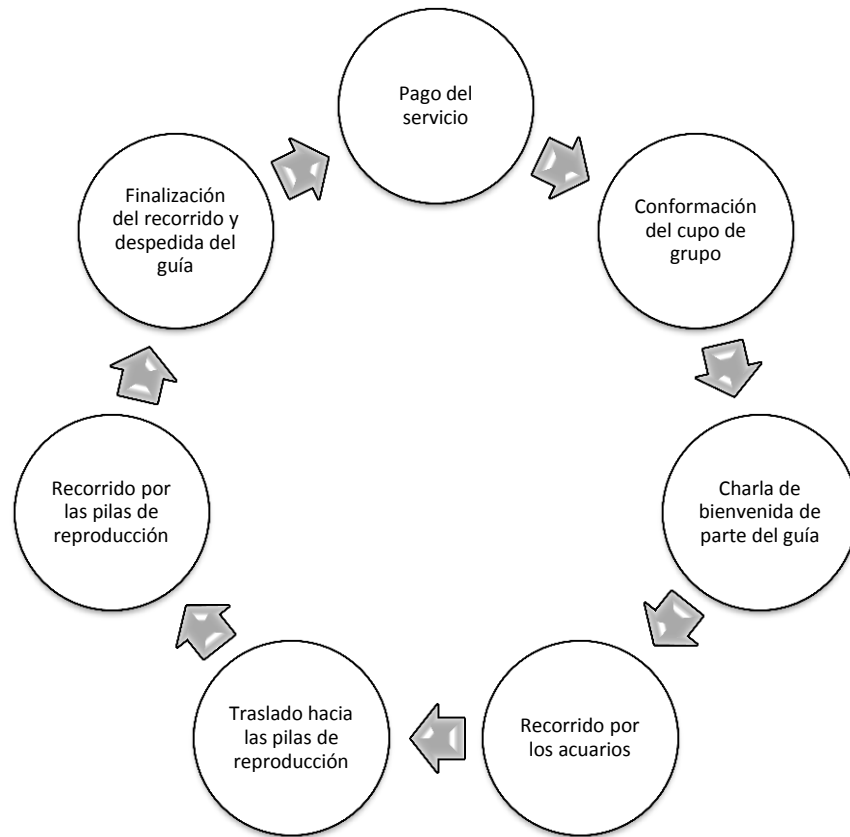 Pago del
servicio
Conformación
del cupo de
grupo
Charla de
bienvenida de
parte del guía
Recorrido por
los acuarios
Traslado hacia
las pilas de
reproducción
Recorrido por
las pilas de
reproducción
Finalización
del recorrido y
despedida del
guía